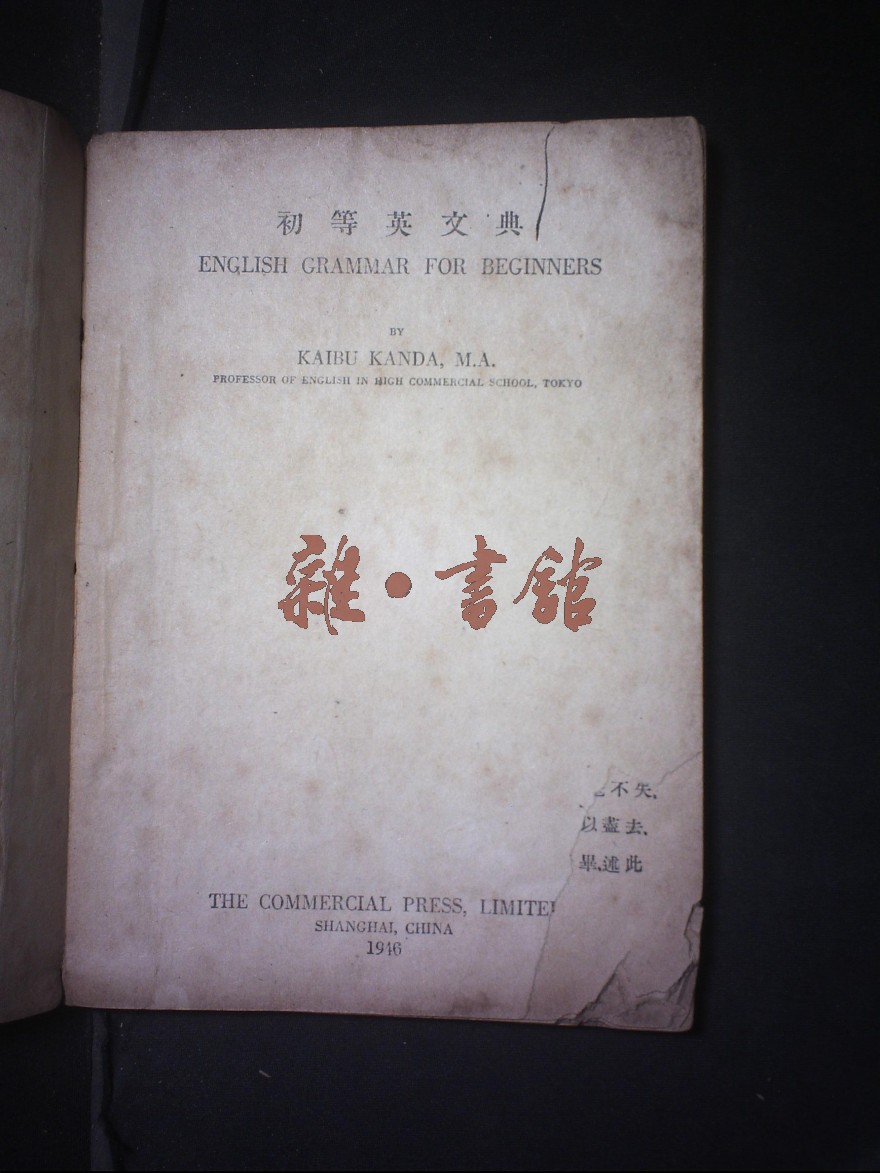 初等英文典
ENGLISH GRAMMAR FOR BEGINNERS
BY
KAIBU KANDA, M.A.
PROFESSOR OF ENGLISH IN HIGH COMMERCIAL SCHOOL, TOKYO
雜•書館
不矢、
以盡去、
畢、述此
THE COMMERCIAL PRESS, LIMITE
SHANGHAI, CHINA
1946